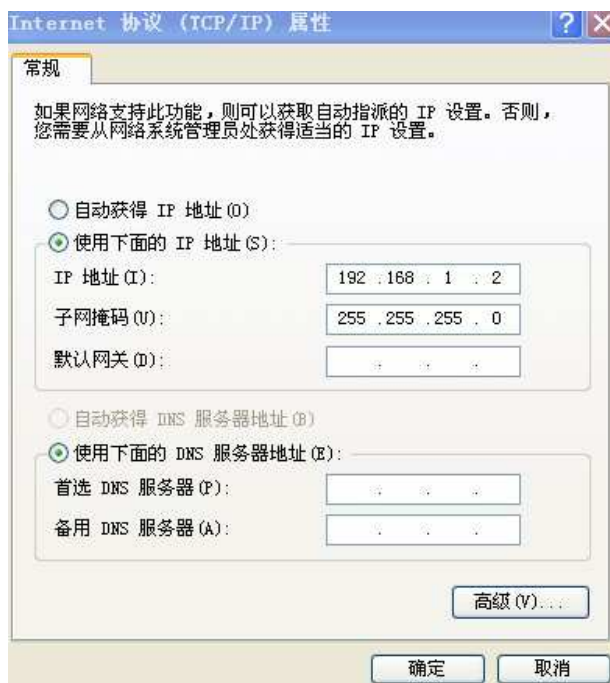 Internet 协议 (TCP/IP) 属性
常规
如果网络支持此功能，则可以获取自动指派的 IP 设置。否则，
您需要从网络系统管理员处获得适当的 IP 设置。
自动获得 IP 地址(O)
使用下面的 IP 地址(S):
IP 地址(I): 192 .168 . 1 . 2
子网掩码(U): 255 .255 .255 . 0
默认网关(D): . . .
自动获得 DNS 服务器地址(B)
使用下面的 DNS 服务器地址(E):
首选 DNS 服务器(P): . . .
备用 DNS 服务器(A): . . .
高级(V)...
确定 取消